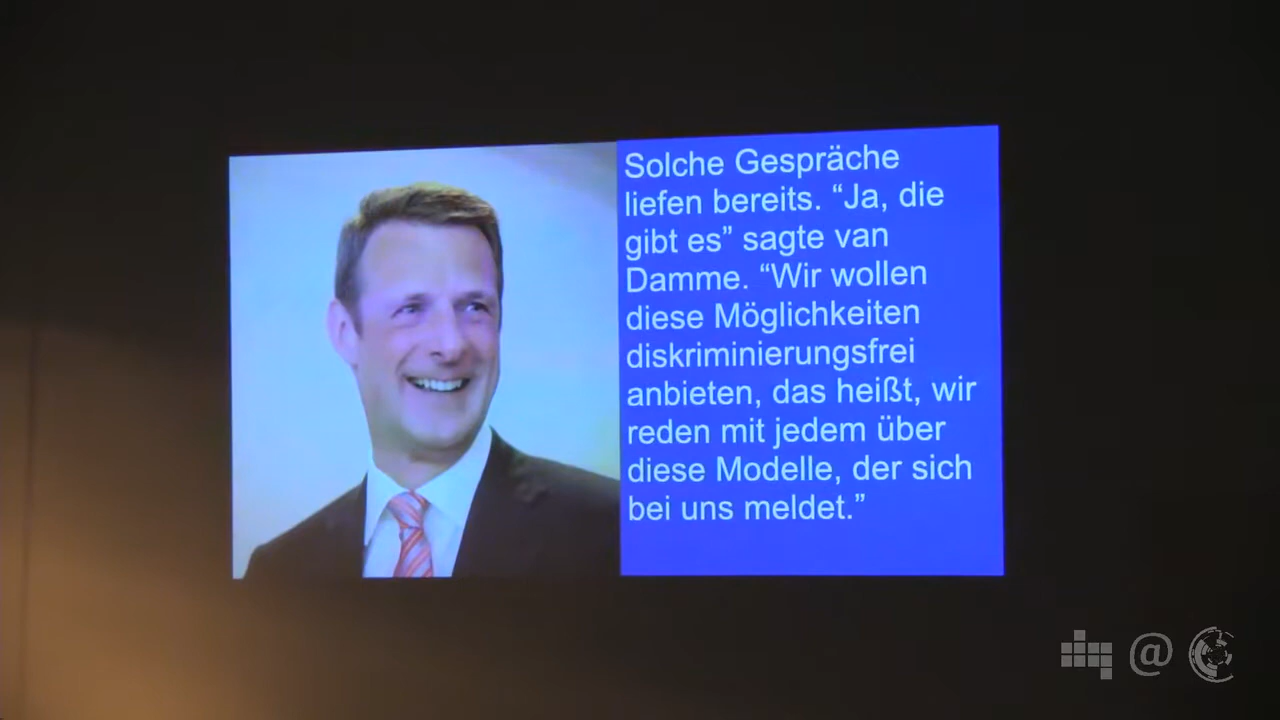 Solche Gespräche
liefen bereits. “Ja, die
gibt es” sagte van
Damme. “Wir wollen
diese Möglichkeiten
diskriminierungsfrei
anbieten, das heißt, wir
reden mit jedem über
diese Modelle, der sich
bei uns meldet.”
@